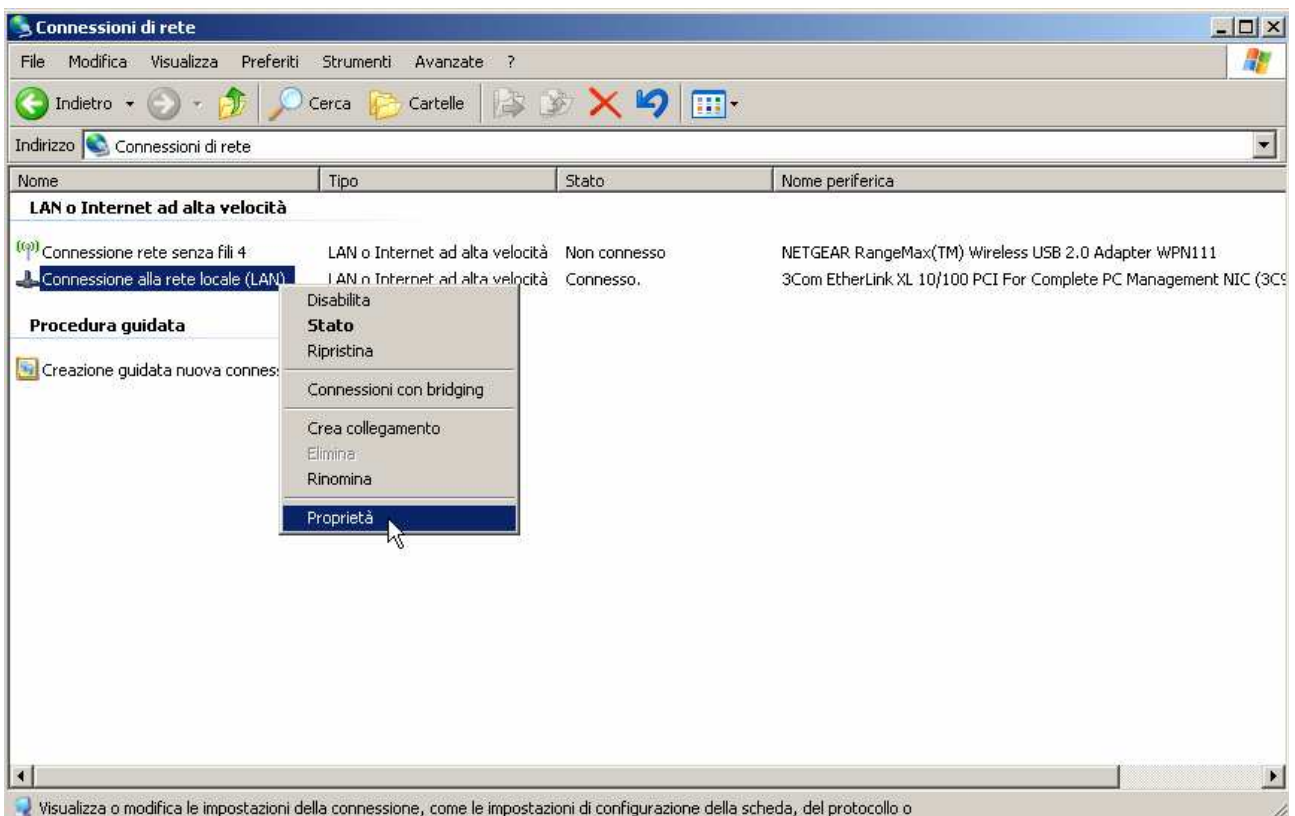 Connessioni di rete
File Modifica Visualizza Preferiti Strumenti Avanzate ?
Indietro Cerca Cartelle
Indirizzo Connessioni di rete
Nome Tipo Stato Nome periferica
LAN o Internet ad alta velocità
Connessione rete senza fili 4 LAN o Internet ad alta velocità Non connesso NETGEAR RangeMax(TM) Wireless USB 2.0 Adapter WPN111
Connessione alla rete locale (LAN) LAN o Internet ad alta velocità Connesso. 3Com EtherLink XL 10/100 PCI For Complete PC Management NIC (3C9
Disabilita
Procedura guidata Stato
Ripristina
Creazione guidata nuova connes
Connessioni con bridging
Crea collegamento
Elimina
Rinomina
Proprietà
Visualizza o modifica le impostazioni della connessione, come le impostazioni di configurazione della scheda, del protocollo o